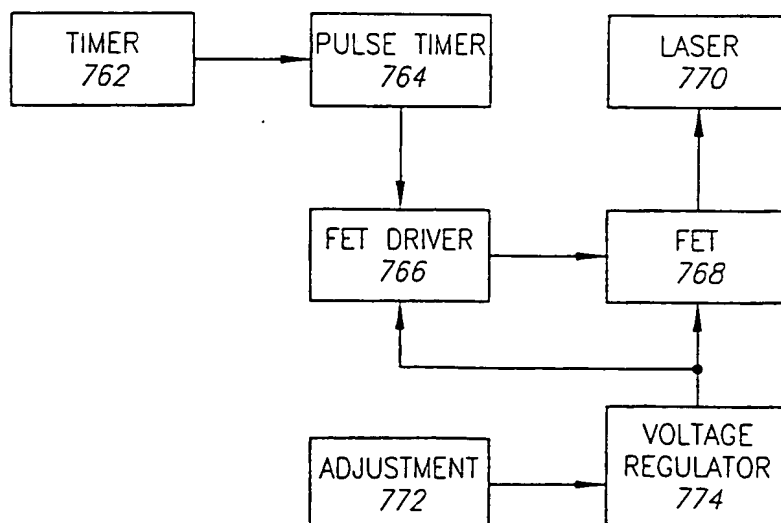 TIMER
762
PULSE TIMER
764
LASER
770
FET DRIVER
766
FET
768
ADJUSTMENT
772
VOLTAGE
REGULATOR
774